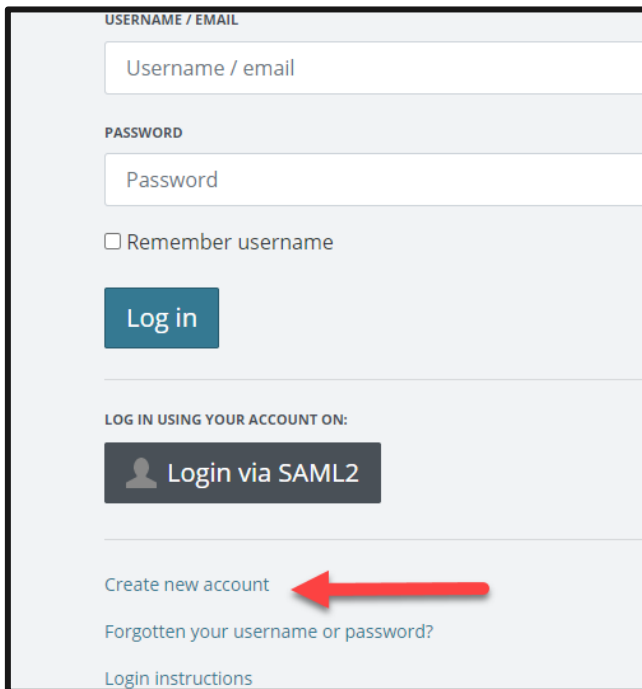 USERNAME / EMAIL
Username / email
PASSWORD
Password
Remember username
Log in
LOG IN USING YOUR ACCOUNT ON:
Login via SAML2
Create new account
Forgotten your username or password?
Login instructions